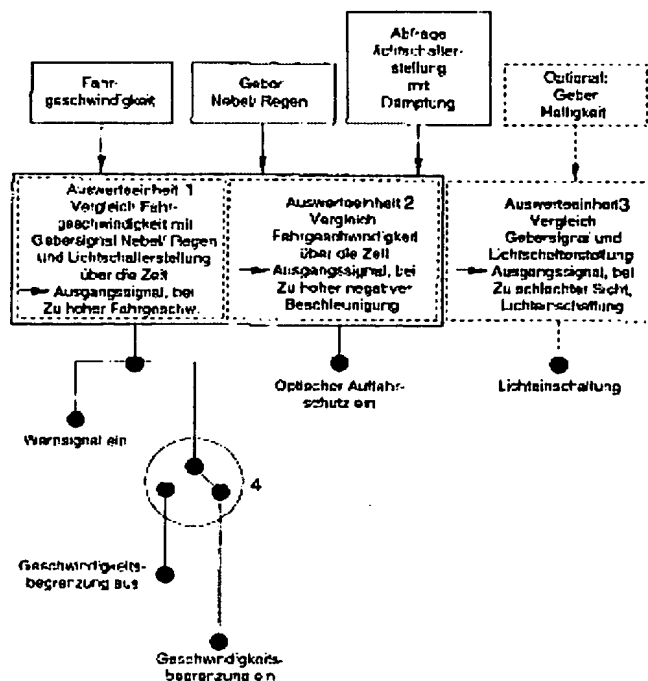 Fahr-
geschwindigkeit
Geber
Nebel/ Regen
Abfrage
Lichtschalter-
stellung
mit
Dämpfung
Optional:
Geber
Helligkeit
Auswerteeinheit 1
Vergleich Fahr-
geschwindigkeit mit
Gebersignal Nebel/ Regen
und Lichtschalterstellung
über die Zeit
Ausgangssignal, bei
Zu hoher Fahrgeschw.
Auswerteeinheit 2
Vergleich
Fahrgeschwindigkeit
über die Zeit
Ausgangssignal, bei
Zu hoher negativer
Beschleunigung
Auswerteeinheit 3
Vergleich
Gebersignal und
Lichtschalterstellung
Ausgangssignal, bei
Zu schlechter Sicht,
Lichteinschaltung
Warnsignal ein
Optischer Auffahr-
schutz ein
Lichteinschaltung
4
Geschwindigkeits-
begrenzung aus
Geschwindigkeits-
begrenzung ein